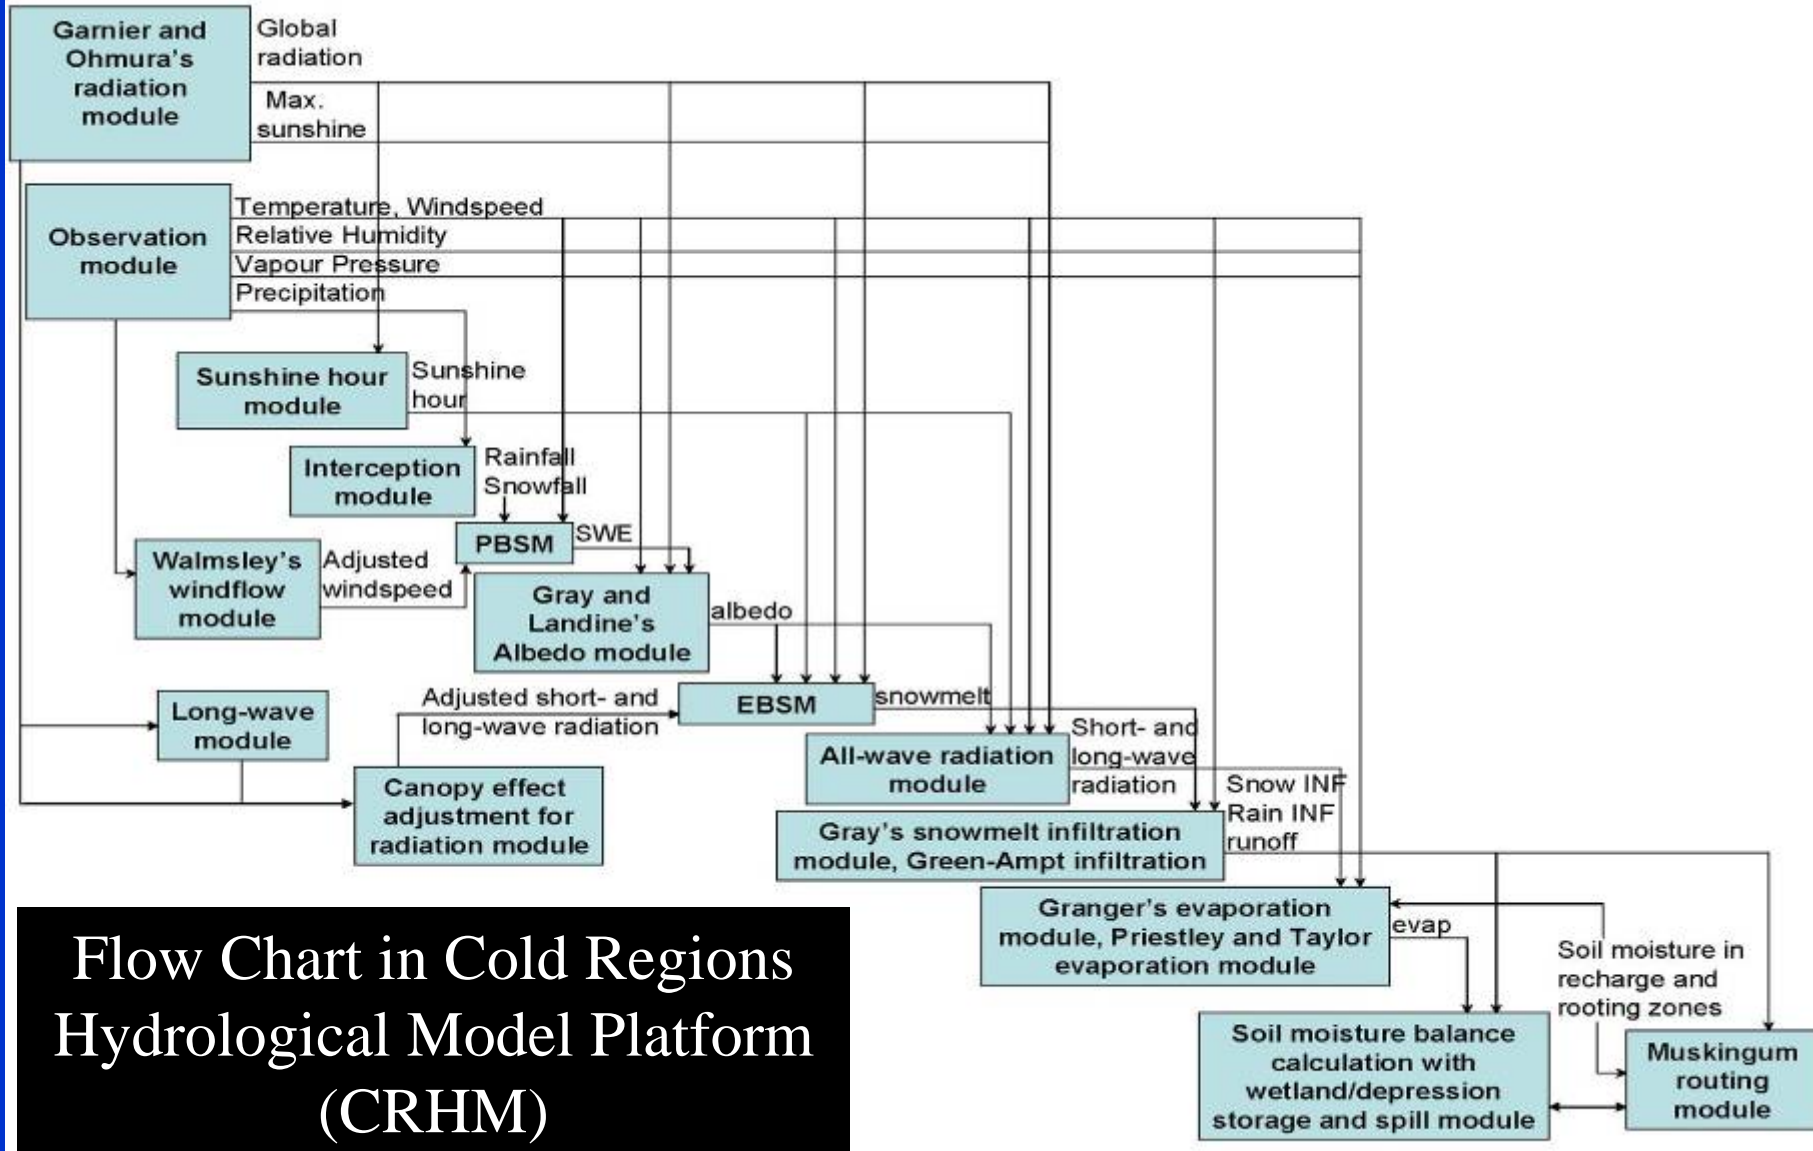 Garnier and
Ohmura's
radiation
module
Global
radiation
Max.
sunshine
Observation
module
Temperature, Windspeed
Relative Humidity
Vapour Pressure
Precipitation
Sunshine hour
module
Sunshine
hour
Interception
module
Rainfall
Snowfall
PBSM
SWE
Walmsley's
windflow
module
Adjusted
windspeed
Gray and
Landine's
Albedo module
albedo
Long-wave
module
Adjusted short- and
long-wave radiation
EBSM
snowmelt
Canopy effect
adjustment for
radiation module
All-wave radiation
module
Short- and
long-wave
radiation
Gray's snowmelt infiltration
module, Green-Ampt infiltration
Snow INF
Rain INF
runoff
Granger's evaporation
module, Priestley and Taylor
evaporation module
evap
Soil moisture in
recharge and
rooting zones
Soil moisture balance
calculation with
wetland/depression
storage and spill module
Muskingum
routing
module
Flow Chart in Cold Regions
Hydrological Model Platform
(CRHM)